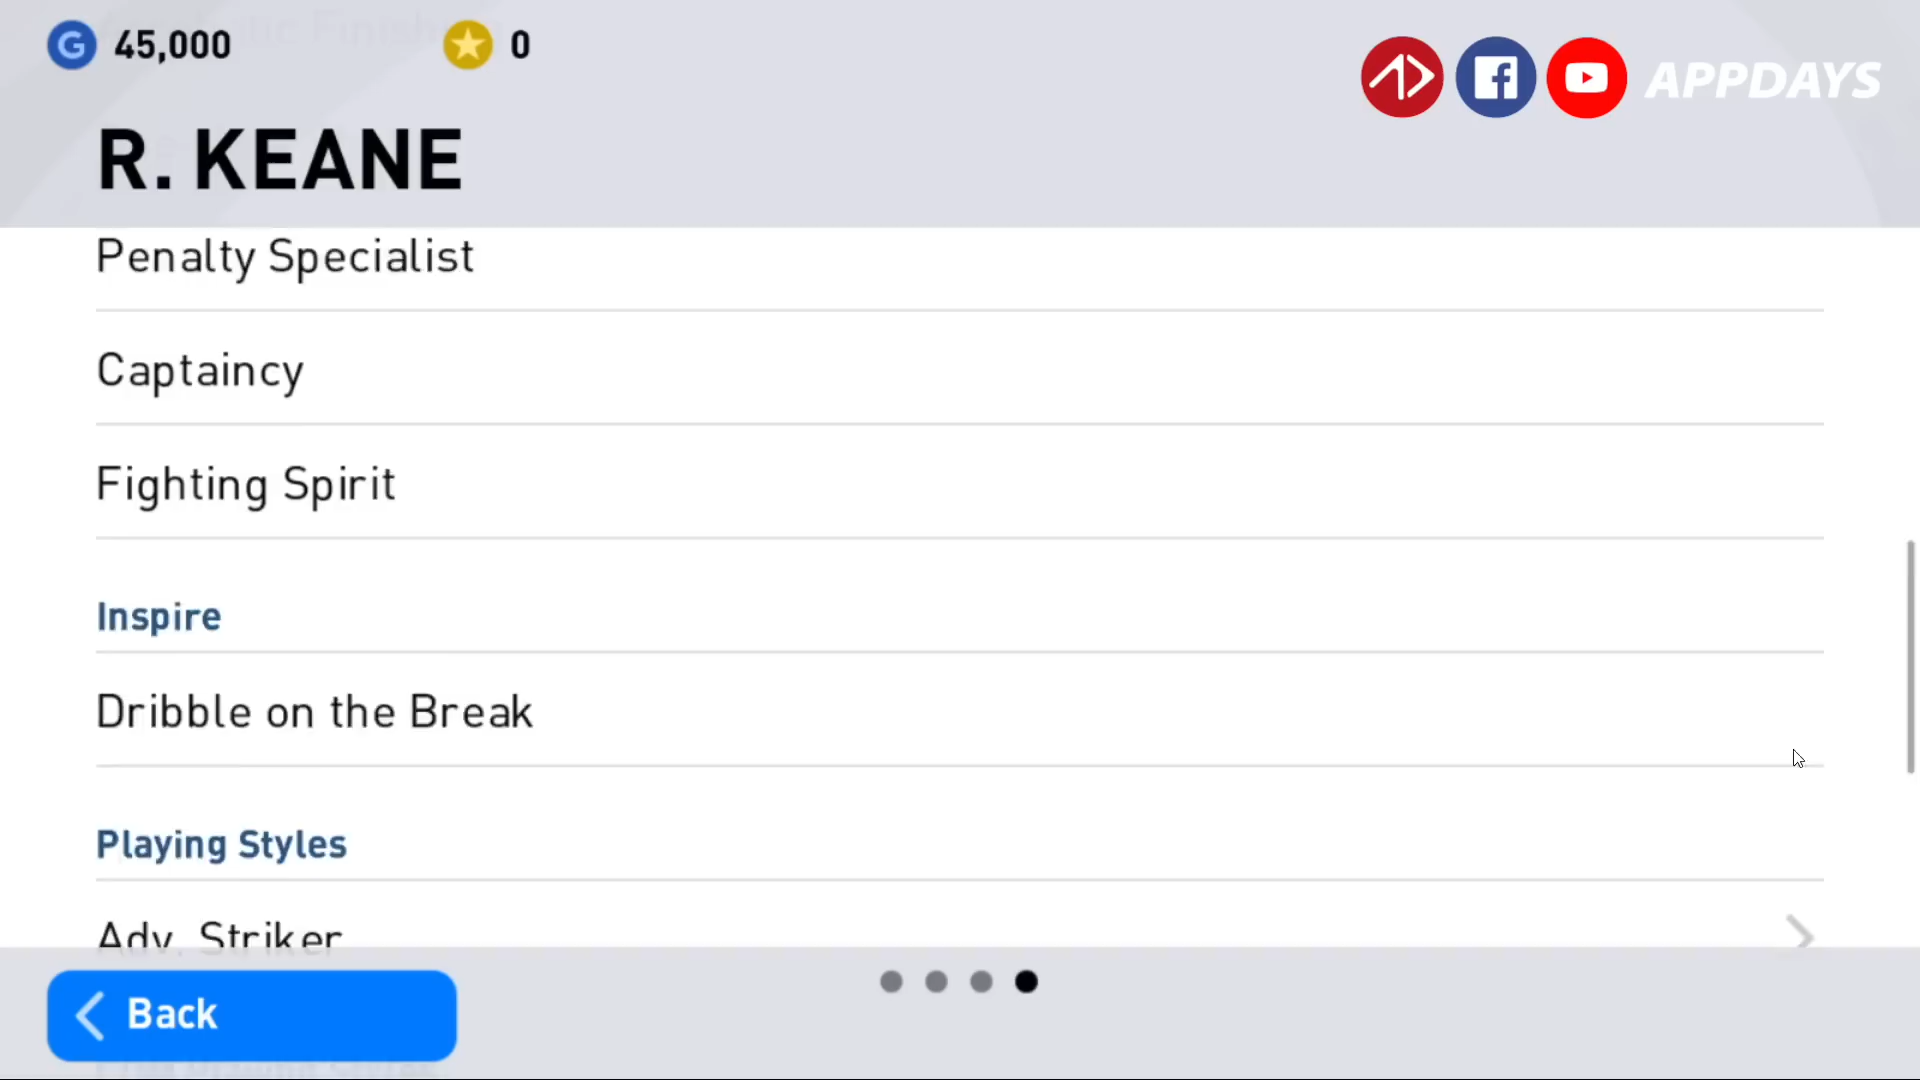 45,000
0
APPDAYS
R. KEANE
Penalty Specialist
Captaincy
Fighting Spirit
Inspire
Dribble on the Break
Playing Styles
Adv. Striker
Back